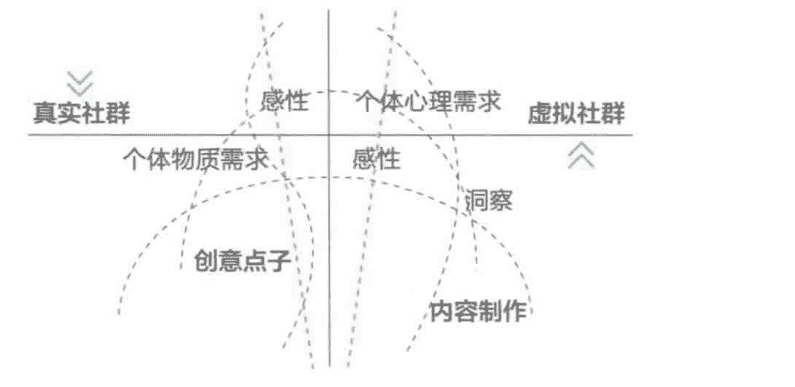 感性
个体心理需求
真实社群
虚拟社群
个体物质需求
感性
洞察
创意点子
内容制作